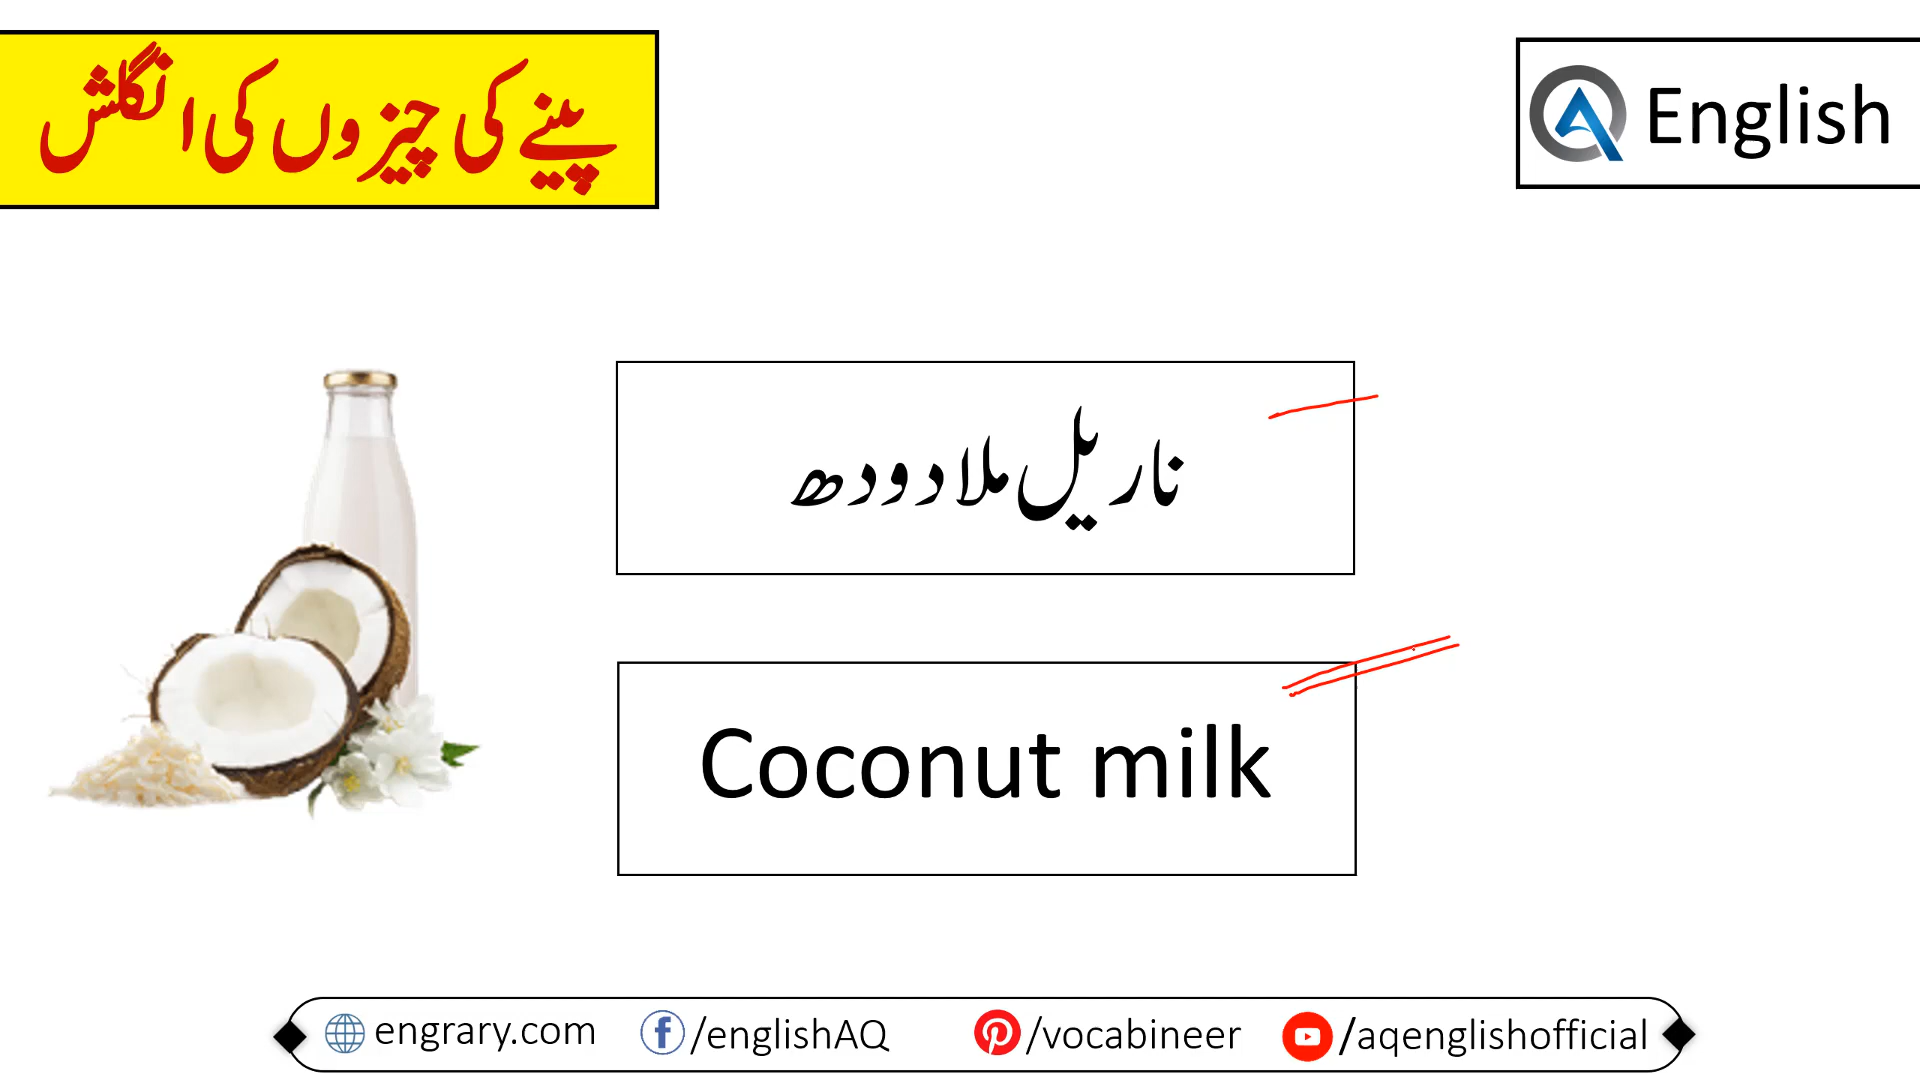 پینے کی چیزوں کی انگلش
English
ناریل ملا دودھ
Coconut milk
engrary.com /englishAQ /vocabineer /aqenglishofficial